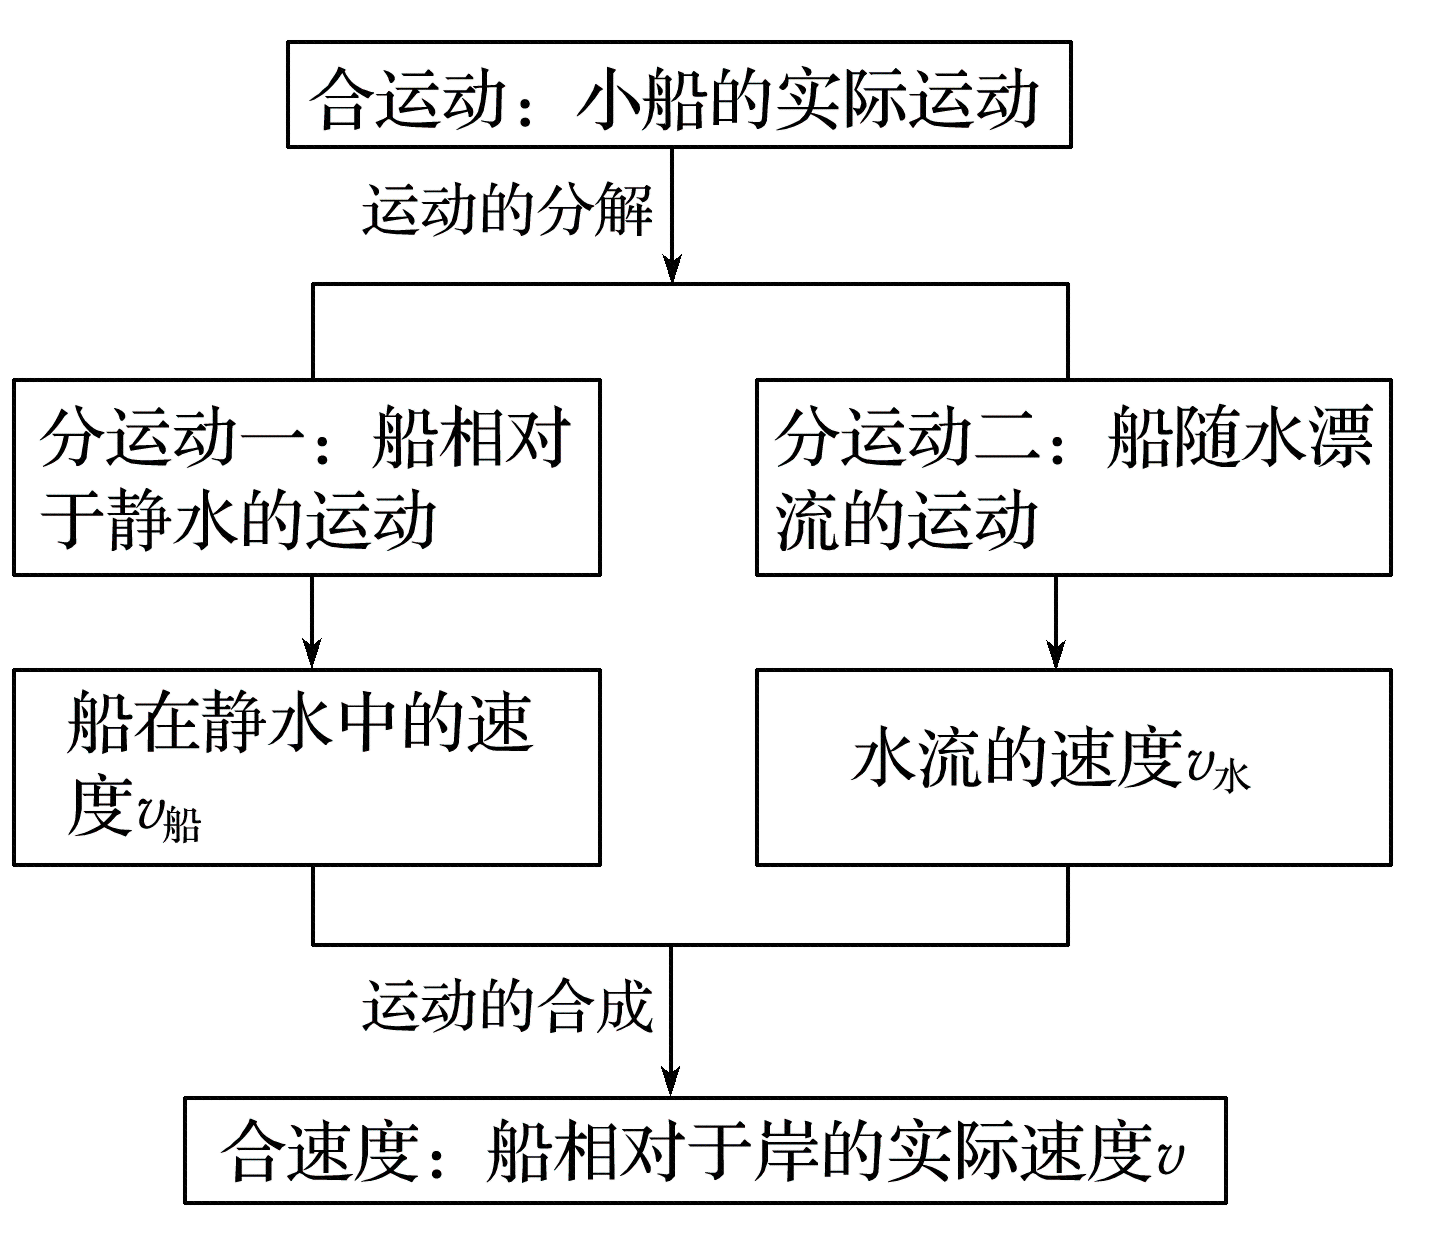 合运动：小船的实际运动
运动的分解
分运动一：船相对
于静水的运动
分运动二：船随水漂
流的运动
船在静水中的速
度v船
水流的速度v水
运动的合成
合速度：船相对于岸的实际速度v